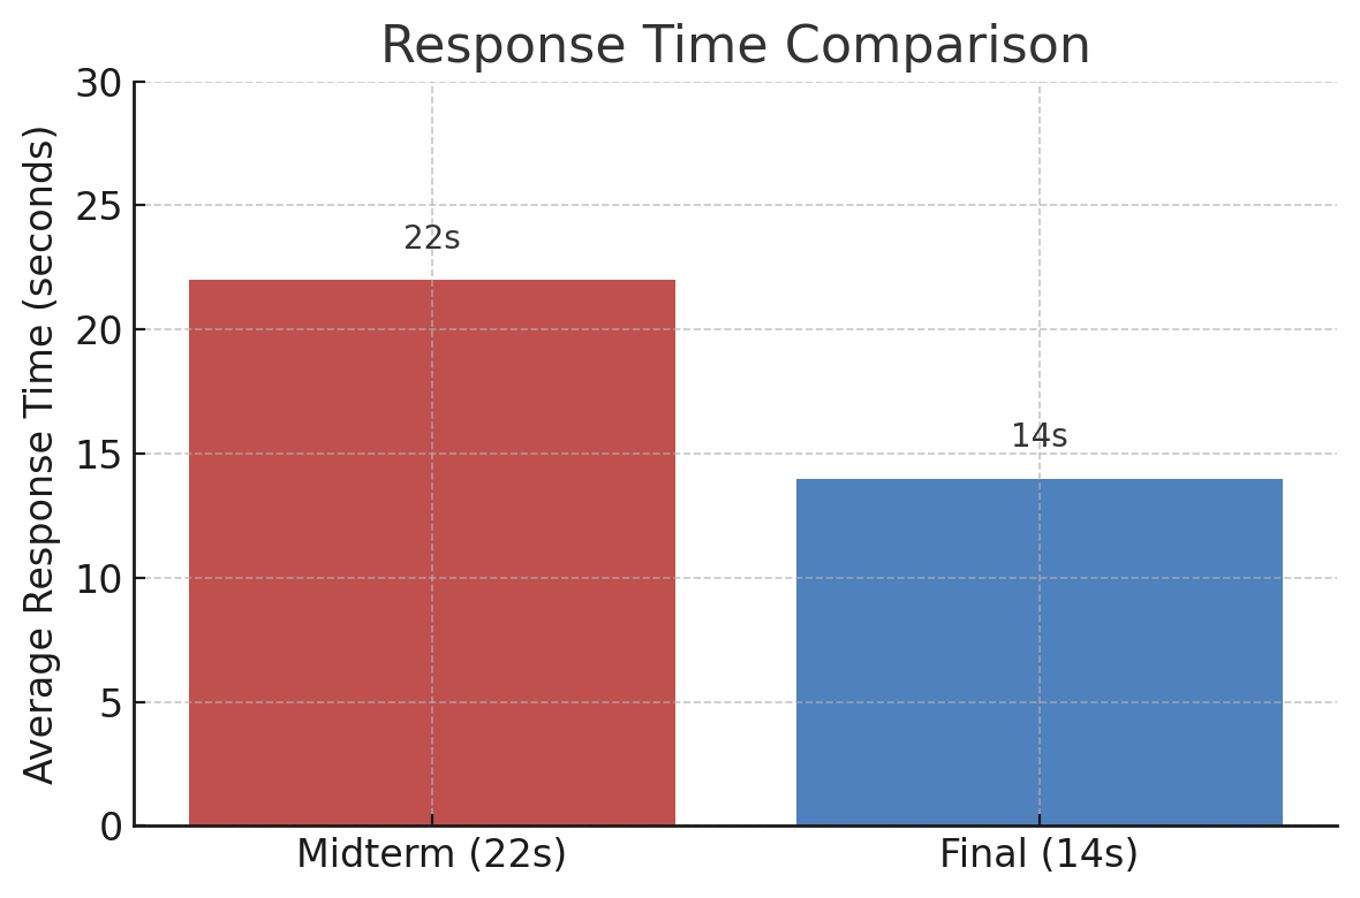 Response Time Comparison
Average Response Time (seconds)
30
25
20
15
10
5
0
22s
14s
Midterm (22s)
Final (14s)